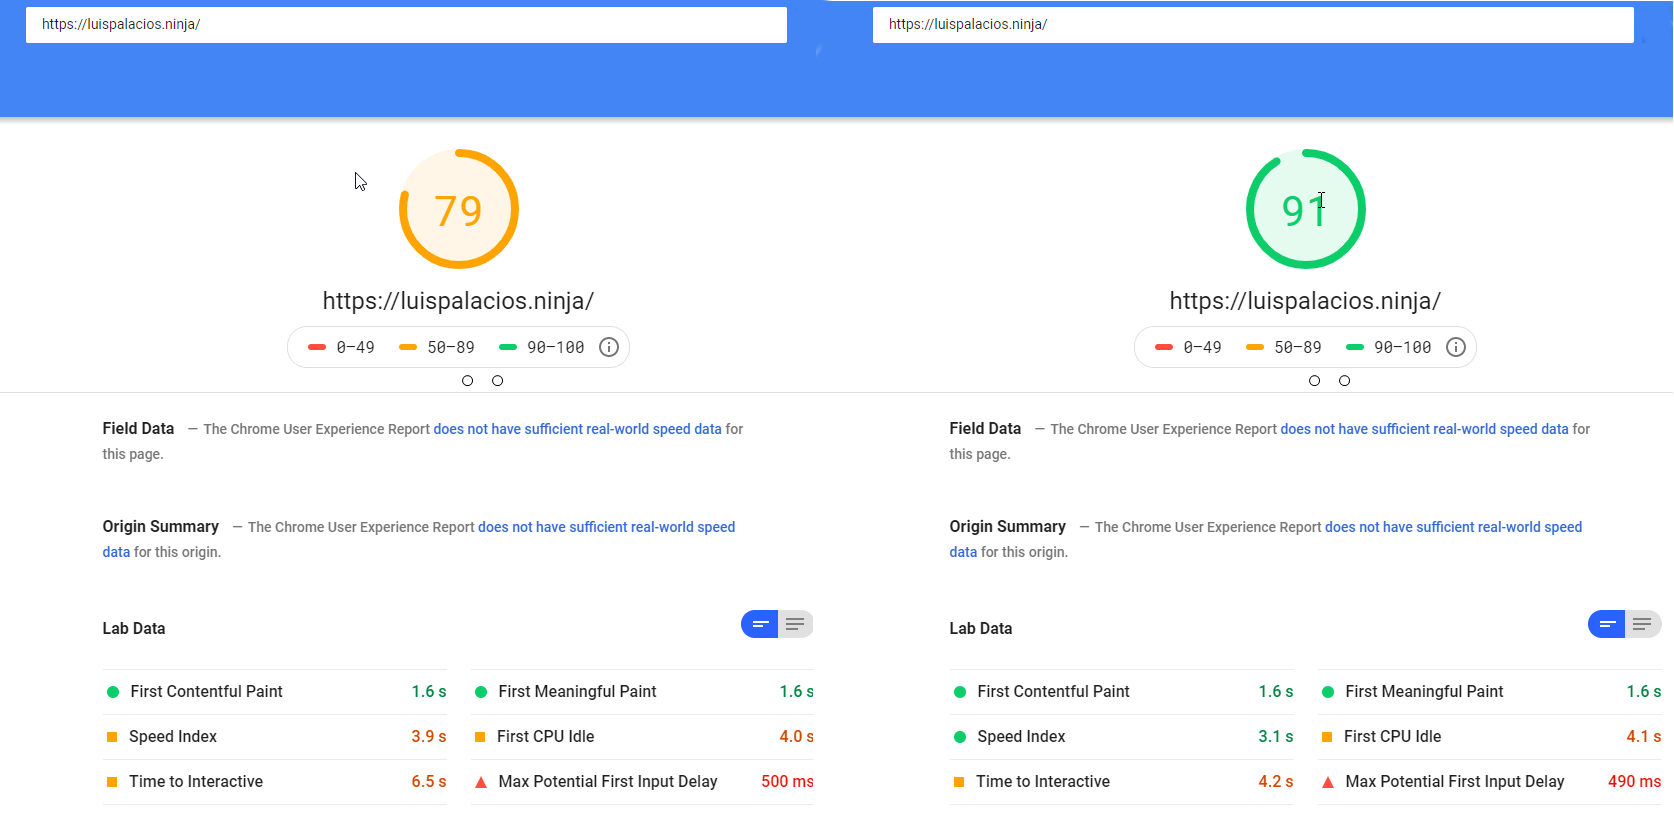 https://luispalacios.ninja/
79
https://luispalacios.ninja/
0–49 50–89 90–100
Field Data — The Chrome User Experience Report does not have sufficient real-world speed data for
this page.
Origin Summary — The Chrome User Experience Report does not have sufficient real-world speed
data for this origin.
Lab Data
First Contentful Paint 1.6 s First Meaningful Paint 1.6 s
Speed Index 3.9 s First CPU Idle 4.0 s
Time to Interactive 6.5 s Max Potential First Input Delay 500 ms
https://luispalacios.ninja/
91
https://luispalacios.ninja/
0–49 50–89 90–100
Field Data — The Chrome User Experience Report does not have sufficient real-world speed data for
this page.
Origin Summary — The Chrome User Experience Report does not have sufficient real-world speed
data for this origin.
Lab Data
First Contentful Paint 1.6 s First Meaningful Paint 1.6 s
Speed Index 3.1 s First CPU Idle 4.1 s
Time to Interactive 4.2 s Max Potential First Input Delay 490 ms